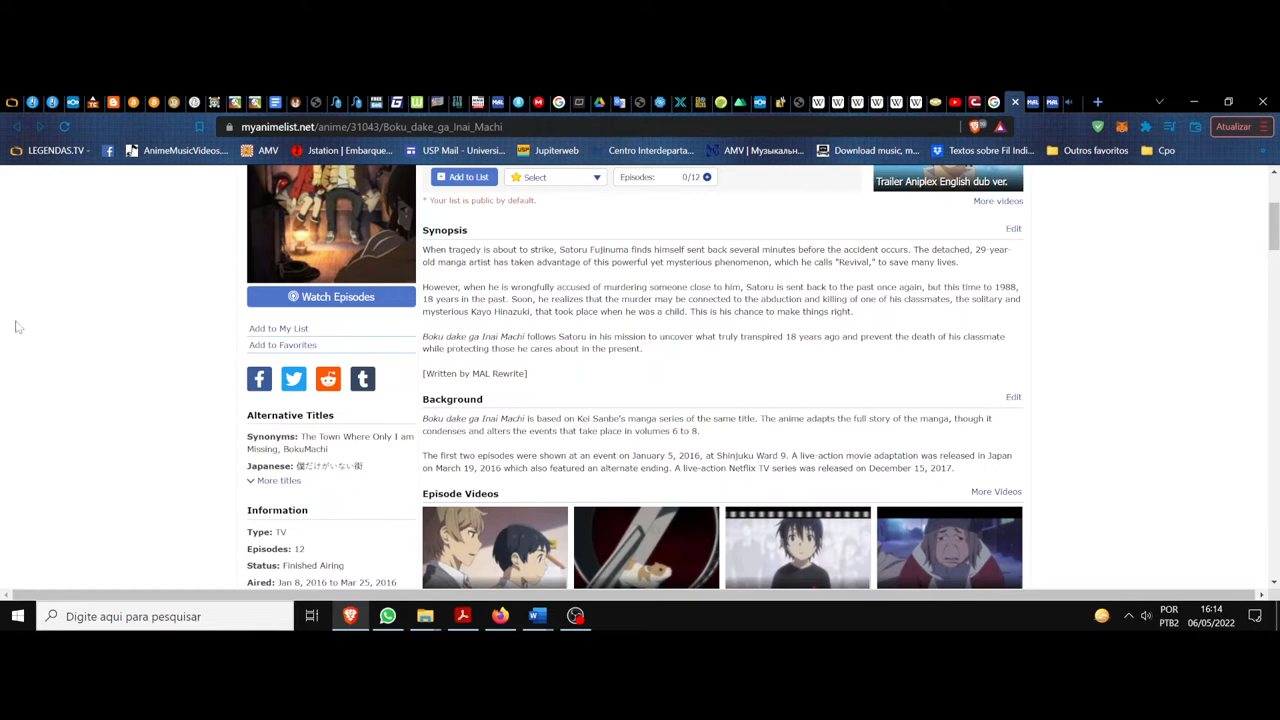 myanimelist.net/anime/31043/Boku_dake_ga_Inai_Machi
Atualizar
LEGENDAS.TV - AnimeMusicVideos... AMV Jstation | Embarque... USP Mail - Universi... Jupiterweb Centro Interdeparta... AMV | Музыкальн... Download music, m... Textos sobre Fil Indi... Outros favoritos Cpo
Add to List Select Episodes: 0/12
Trailer Aniplex English dub ver.
* Your list is public by default.
More videos
Synopsis
Edit
When tragedy is about to strike, Satoru Fujinuma finds himself sent back several minutes before the accident occurs. The detached, 29-year-
old manga artist has taken advantage of this powerful yet mysterious phenomenon, which he calls "Revival," to save many lives.
However, when he is wrongfully accused of murdering someone close to him, Satoru is sent back to the past once again, but this time to 1988,
18 years in the past. Soon, he realizes that the murder may be connected to the abduction and killing of one of his classmates, the solitary and
mysterious Kayo Hinazuki, that took place when he was a child. This is his chance to make things right.
Boku dake ga Inai Machi follows Satoru in his mission to uncover what truly transpired 18 years ago and prevent the death of his classmate
while protecting those he cares about in the present.
[Written by MAL Rewrite]
Background
Edit
Boku dake ga Inai Machi is based on Kei Sanbe's manga series of the same title. The anime adapts the full story of the manga, though it
condenses and alters the events that take place in volumes 6 to 8.
The first two episodes were shown at an event on January 5, 2016, at Shinjuku Ward 9. A live-action movie adaptation was released in Japan
on March 19, 2016 which also featured an alternate ending. A live-action Netflix TV series was released on December 15, 2017.
Episode Videos
More Videos
Watch Episodes
Add to My List
Add to Favorites
Alternative Titles
Synonyms: The Town Where Only I am
Missing, BokuMachi
Japanese: 僕だけがいない街
More titles
Information
Type: TV
Episodes: 12
Status: Finished Airing
Aired: Jan 8, 2016 to Mar 25, 2016
Digite aqui para pesquisar
POR
PTB2
16:14
06/05/2022